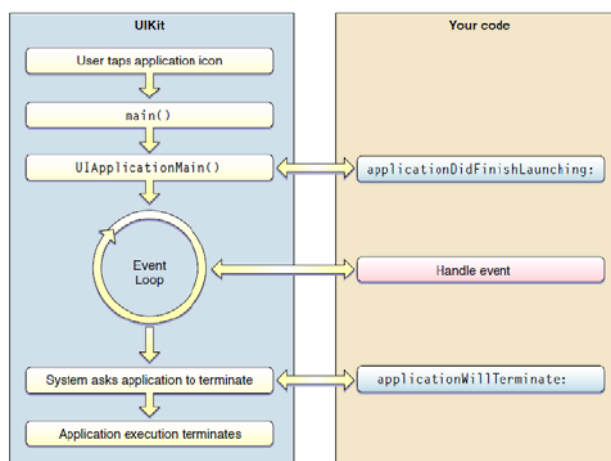 UIKit
Your code
User taps application icon
main()
UIApplicationMain()
applicationDidFinishLaunching:
Event
Loop
Handle event
System asks application to terminate
applicationWillTerminate:
Application execution terminates